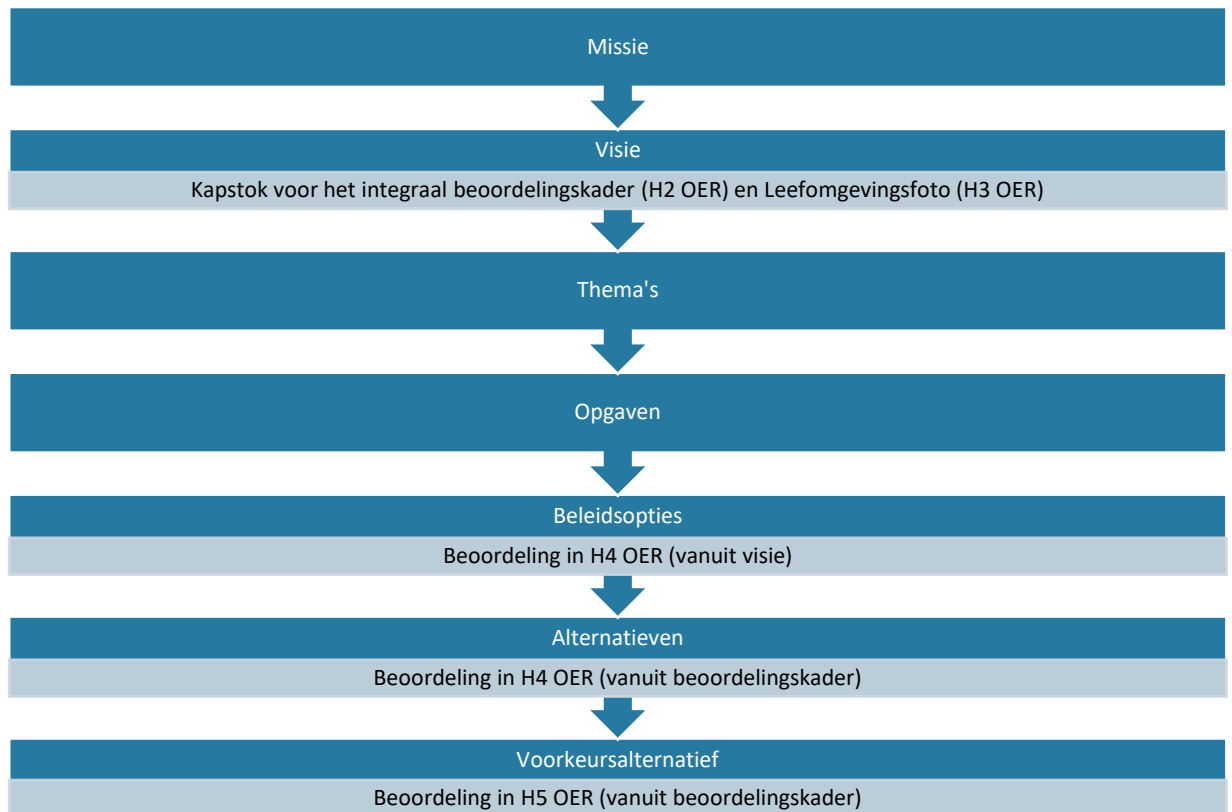 Missie
Visie
Kapstok voor het integraal beoordelingskader (H2 OER) en Leefomgevingsfoto (H3 OER)
Thema's
Opgaven
Beleidsopties
Beoordeling in H4 OER (vanuit visie)
Alternatieven
Beoordeling in H4 OER (vanuit beoordelingskader)
Voorkeursalternatief
Beoordeling in H5 OER (vanuit beoordelingskader)